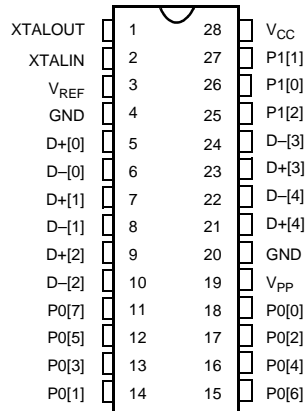 XTALOUT 1 28 VCC
XTALIN 2 27 P1[1]
VREF 3 26 P1[0]
GND 4 25 P1[2]
D+[0] 5 24 D–[3]
D–[0] 6 23 D+[3]
D+[1] 7 22 D–[4]
D–[1] 8 21 D+[4]
D+[2] 9 20 GND
D–[2] 10 19 VPP
P0[7] 11 18 P0[0]
P0[5] 12 17 P0[2]
P0[3] 13 16 P0[4]
P0[1] 14 15 P0[6]